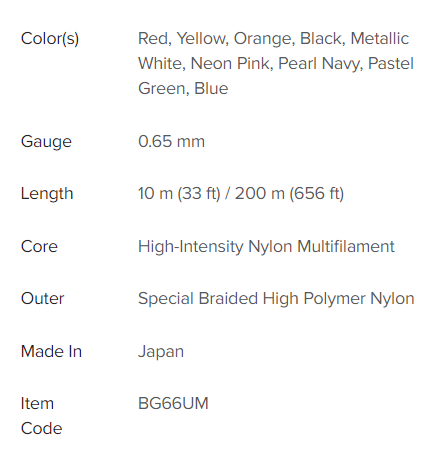 Color(s) Red, Yellow, Orange, Black, Metallic
White, Neon Pink, Pearl Navy, Pastel
Green, Blue
Gauge 0.65 mm
Length 10 m (33 ft) / 200 m (656 ft)
Core High-Intensity Nylon Multifilament
Outer Special Braided High Polymer Nylon
Made In Japan
Item BG66UM
Code